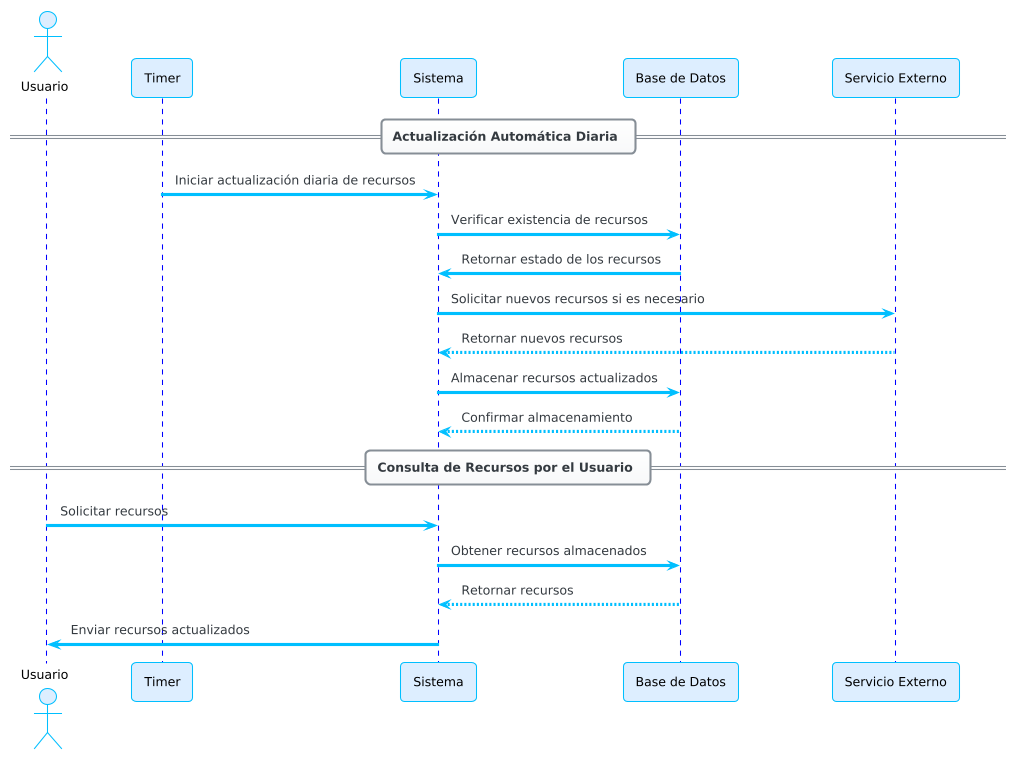 Usuario
Timer
Sistema
Base de Datos
Servicio Externo
Actualización Automática Diaria
Iniciar actualización diaria de recursos
Verificar existencia de recursos
Retornar estado de los recursos
Solicitar nuevos recursos si es necesario
Retornar nuevos recursos
Almacenar recursos actualizados
Confirmar almacenamiento
Consulta de Recursos por el Usuario
Solicitar recursos
Obtener recursos almacenados
Retornar recursos
Enviar recursos actualizados
Usuario
Timer
Sistema
Base de Datos
Servicio Externo